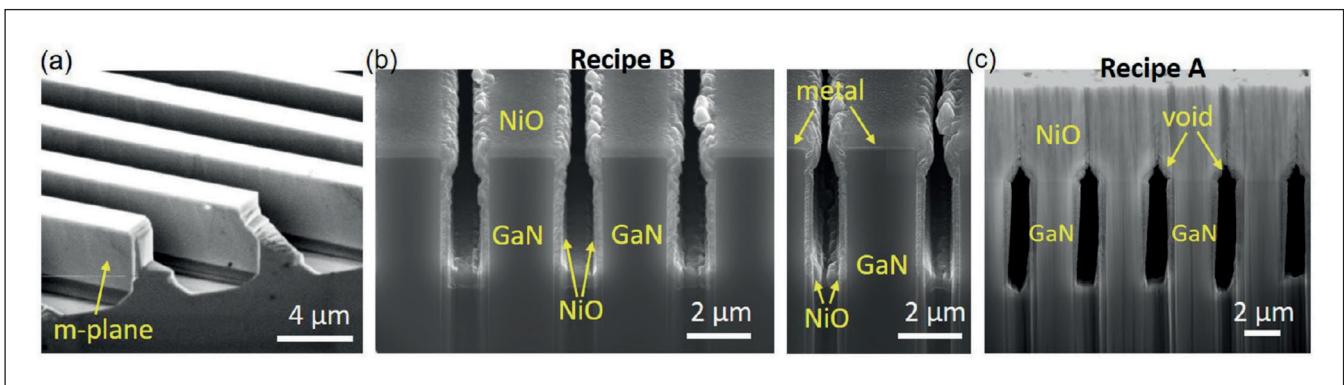 (a)
m-plane
4 μm
(b)
Recipe B
NiO
GaN
GaN
NiO
2 μm
metal
GaN
NiO
2 μm
(c)
Recipe A
NiO
void
GaN
GaN
2 μm